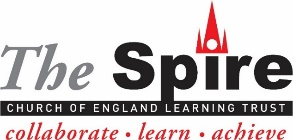 The Spire
CHURCH OF ENGLAND LEARNING TRUST
collaborate • learn • achieve